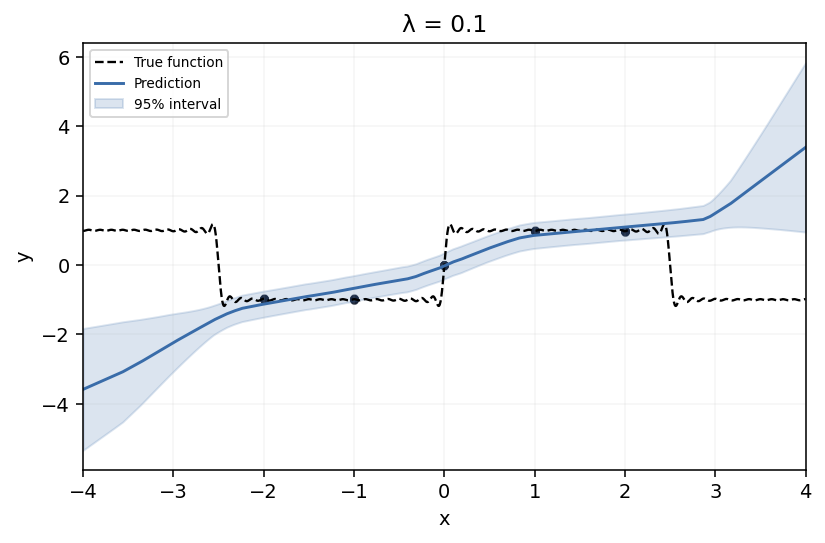 λ = 0.1
True function
Prediction
95% interval
6
4
2
0
−2
−4
y
−4 −3 −2 −1 0 1 2 3 4
x